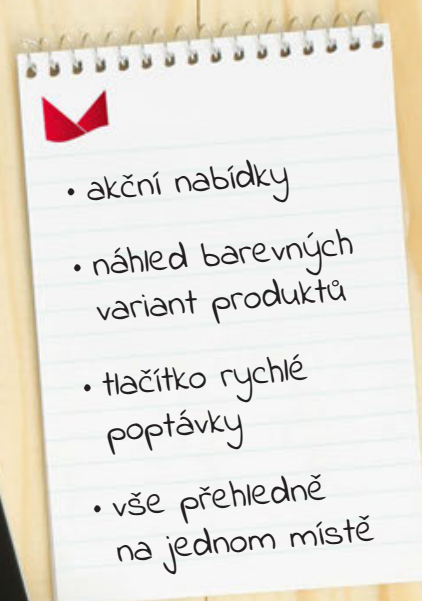 • akční nabídky
• náhled barevných
variant produktů
• tlačítko rychlé
poptávky
• vše přehledně
na jednom místě